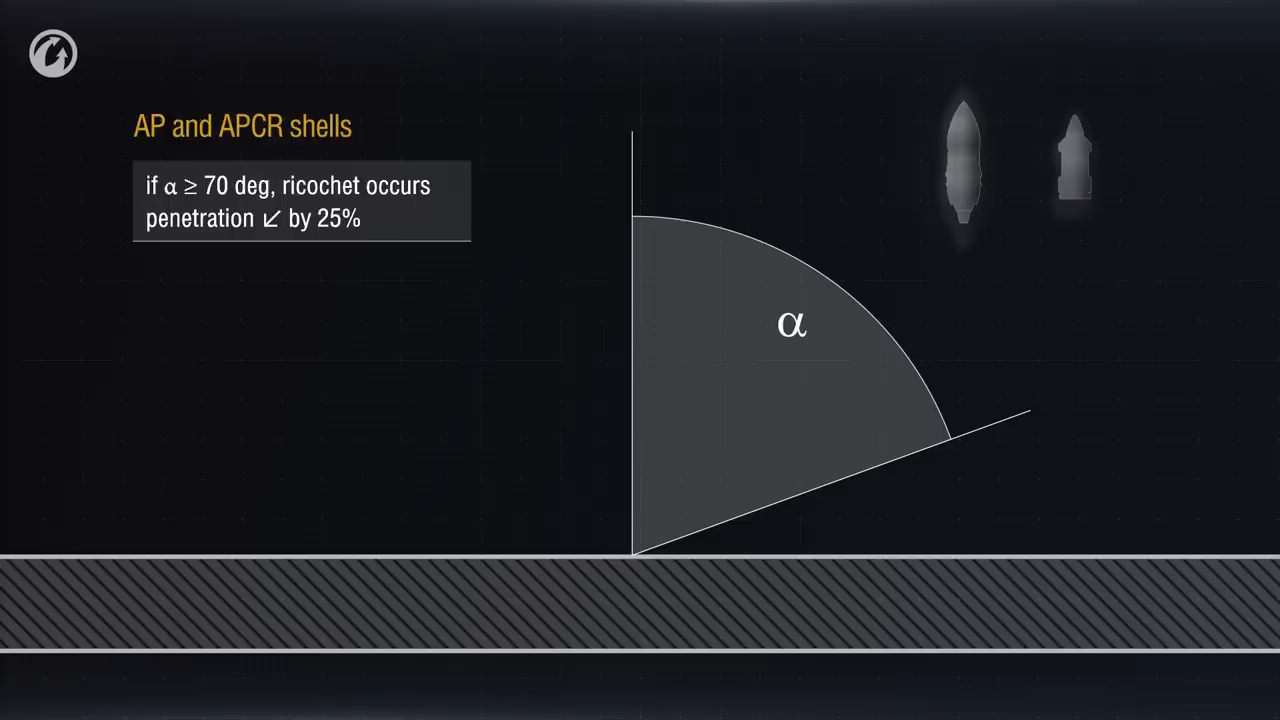 AP and APCR shells
if α ≥ 70 deg, ricochet occurs
penetration ↙ by 25%
α